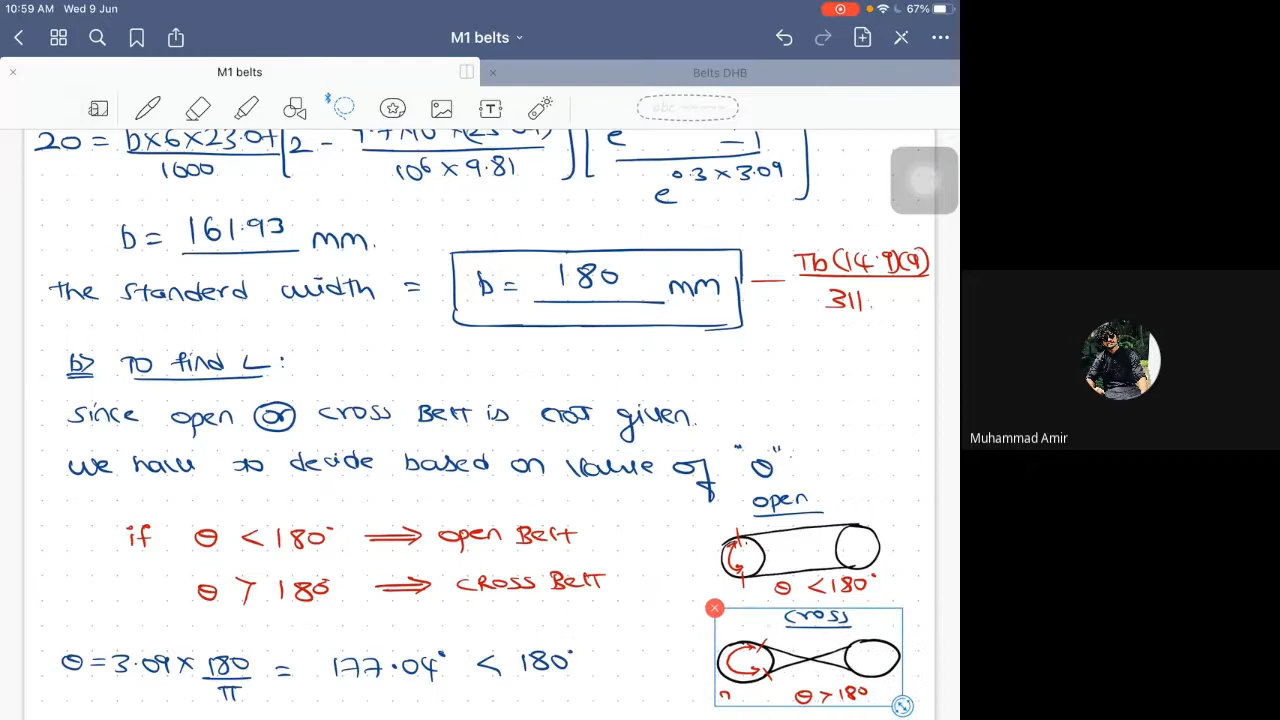 10:59 AM Wed 9 Jun
67%
M1 belts
M1 belts
Belts DHB
abc
20 = b×6×23.07 [2 -
1000
10⁶ × 9.81
] [ e - 1
e^0.3 × 3.09 ]
b = 161.93 mm.
the standerd width = b = 180 mm — Tb(14.9)(9)
311.
b> To find L :
since open or cross Belt is not given.
we have to decide based on value of "θ"
open
if θ < 180° ⟹ open Belt
θ < 180°
θ > 180° ⟹ cross Belt
cross
θ = 3.09 × 180/π = 177.04° < 180°
θ > 180
Muhammad Amir